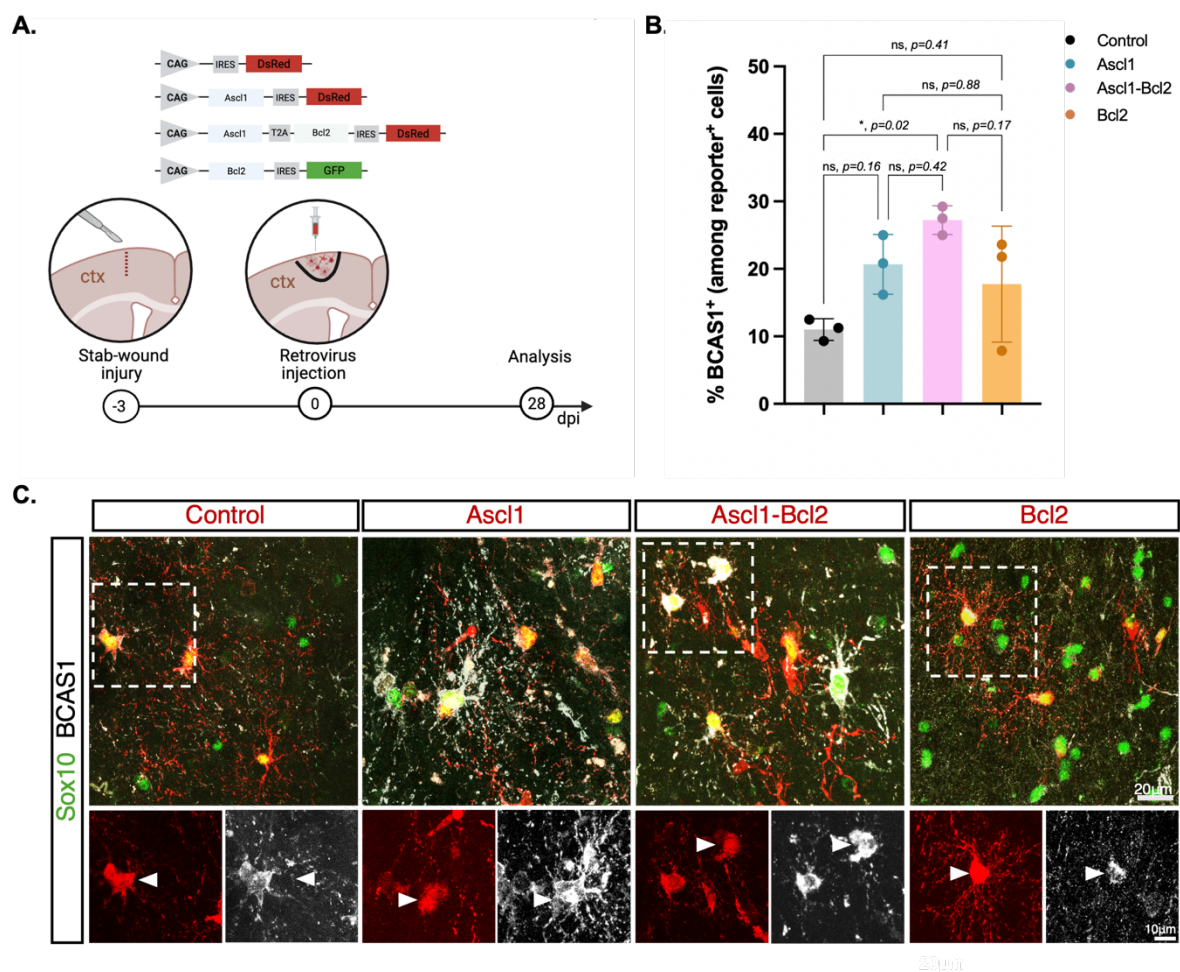 A.
CAG IRES DsRed
CAG Ascl1 IRES DsRed
CAG Ascl1 T2A Bcl2 IRES DsRed
CAG Bcl2 IRES GFP
ctx
ctx
Stab-wound
injury
Retrovirus
injection
Analysis
-3
0
28
dpi
B.
% BCAS1+ (among reporter+ cells)
50
40
30
20
10
0
ns, p=0.41
ns, p=0.88
*, p=0.02
ns, p=0.17
ns, p=0.16
ns, p=0.42
Control
Ascl1
Ascl1-Bcl2
Bcl2
C.
Control
Ascl1
Ascl1-Bcl2
Bcl2
Sox10 BCAS1
20μm
10μm
20μm